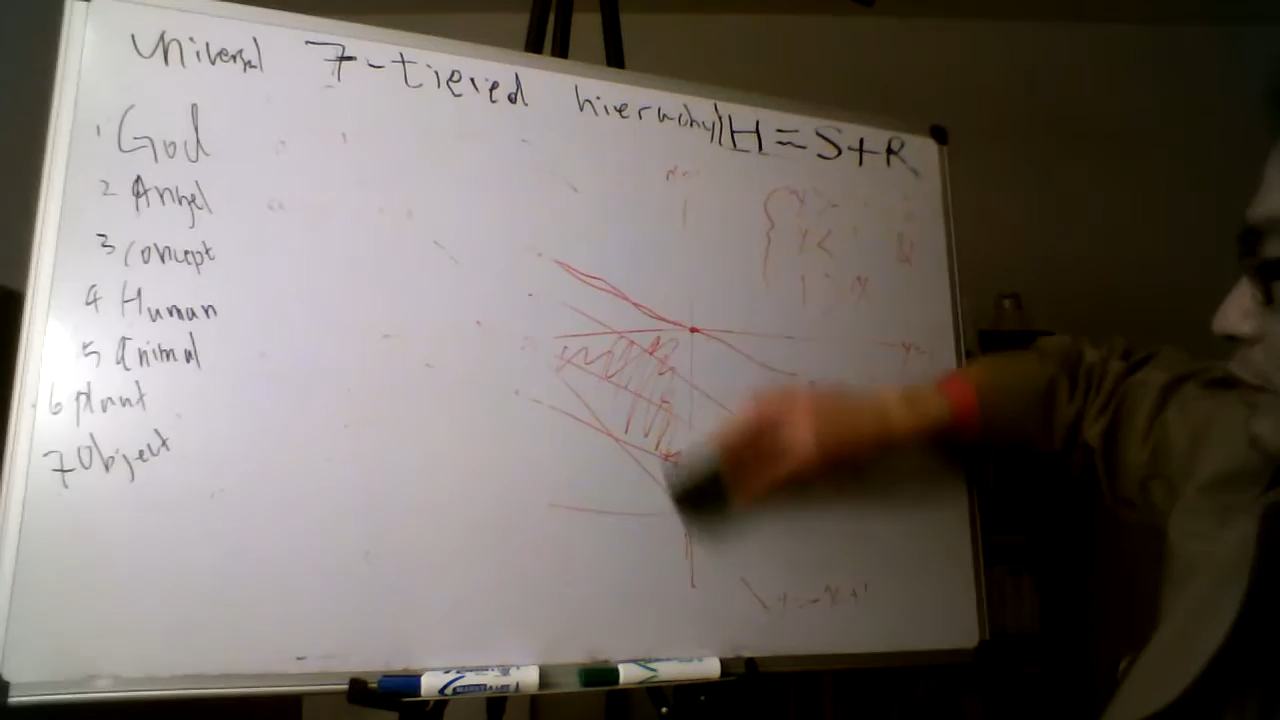 Universal 7-tiered hierarchy H=S+R
1 God
2 Angel
3 Concept
4 Human
5 animal
6 plant
7 Object